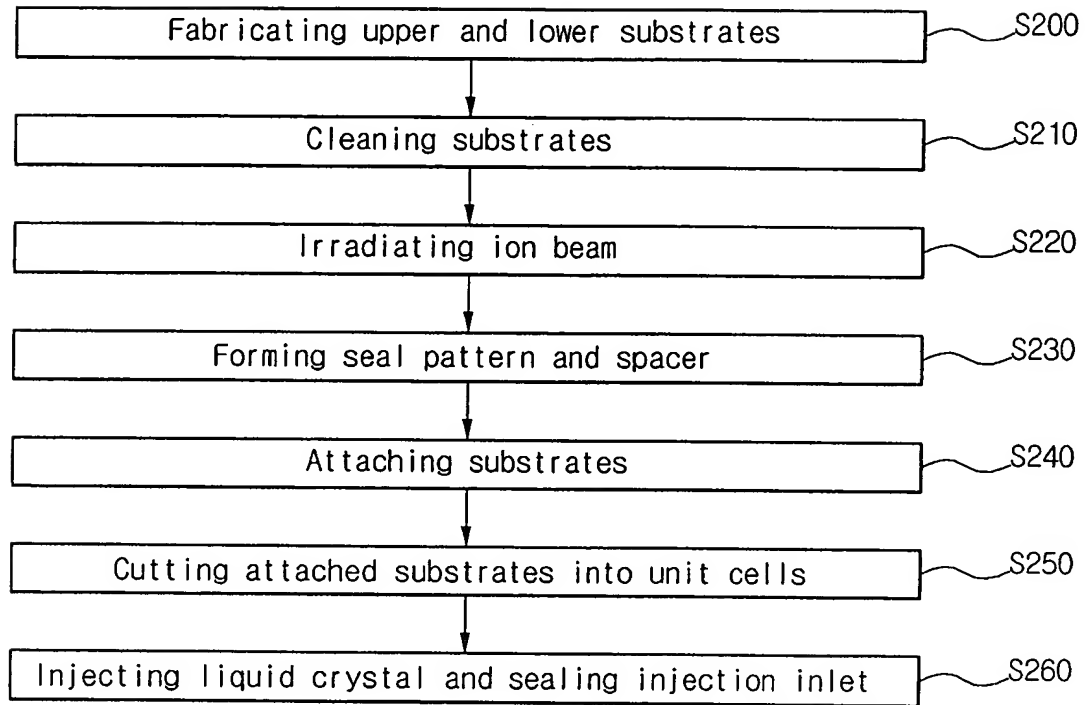 Fabricating upper and lower substrates S200
Cleaning substrates S210
Irradiating ion beam S220
Forming seal pattern and spacer S230
Attaching substrates S240
Cutting attached substrates into unit cells S250
Injecting liquid crystal and sealing injection inlet S260